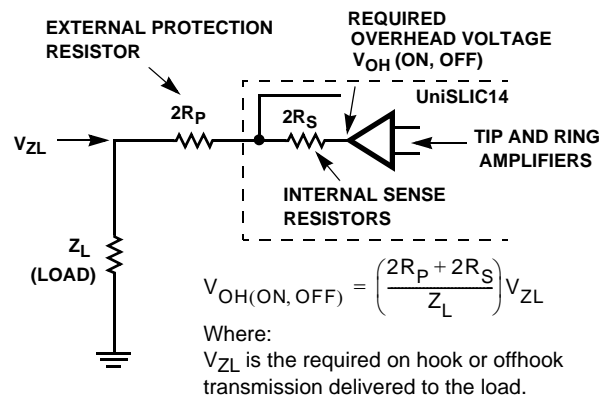 EXTERNAL PROTECTION
RESISTOR
REQUIRED
OVERHEAD VOLTAGE
VOH (ON, OFF)
UniSLIC14
2RP
2RS
VZL
TIP AND RING
AMPLIFIERS
INTERNAL SENSE
RESISTORS
ZL
(LOAD)
VOH(ON, OFF) = ((2RP + 2RS)/ZL) VZL
Where:
VZL is the required on hook or offhook
transmission delivered to the load.